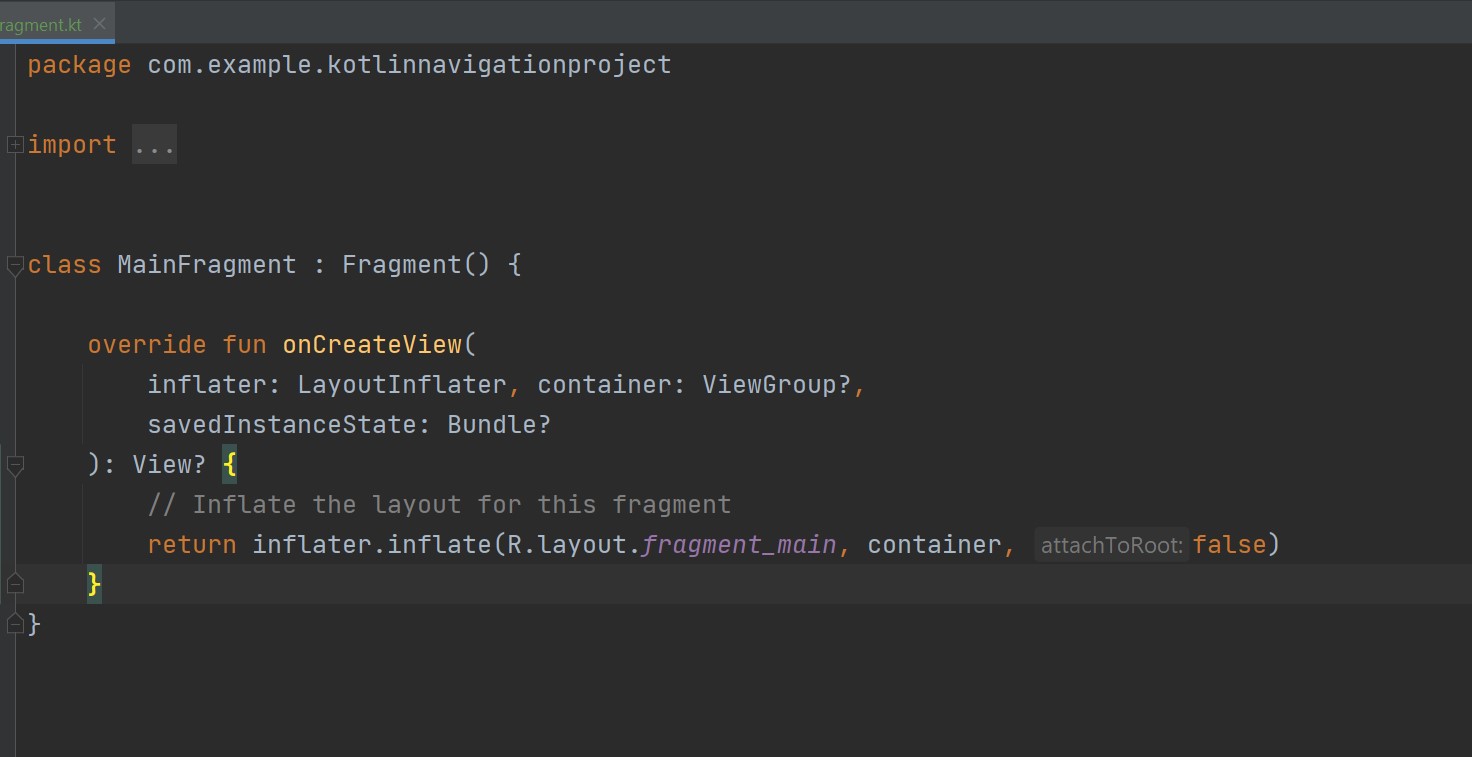 ragment.kt
package com.example.kotlinnavigationproject
import ...
class MainFragment : Fragment() {
    override fun onCreateView(
        inflater: LayoutInflater, container: ViewGroup?,
        savedInstanceState: Bundle?
    ): View? {
        // Inflate the layout for this fragment
        return inflater.inflate(R.layout.fragment_main, container, attachToRoot: false)
    }
}